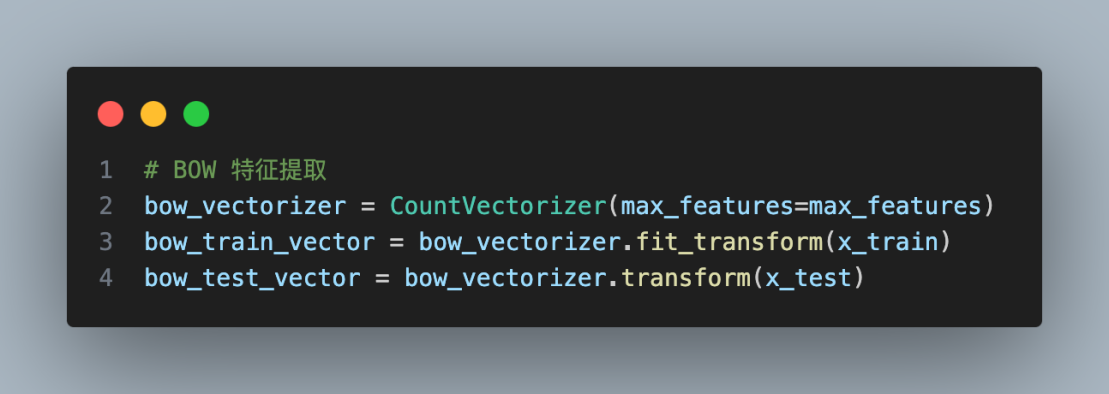 1 # BOW 特征提取
2 bow_vectorizer = CountVectorizer(max_features=max_features)
3 bow_train_vector = bow_vectorizer.fit_transform(x_train)
4 bow_test_vector = bow_vectorizer.transform(x_test)